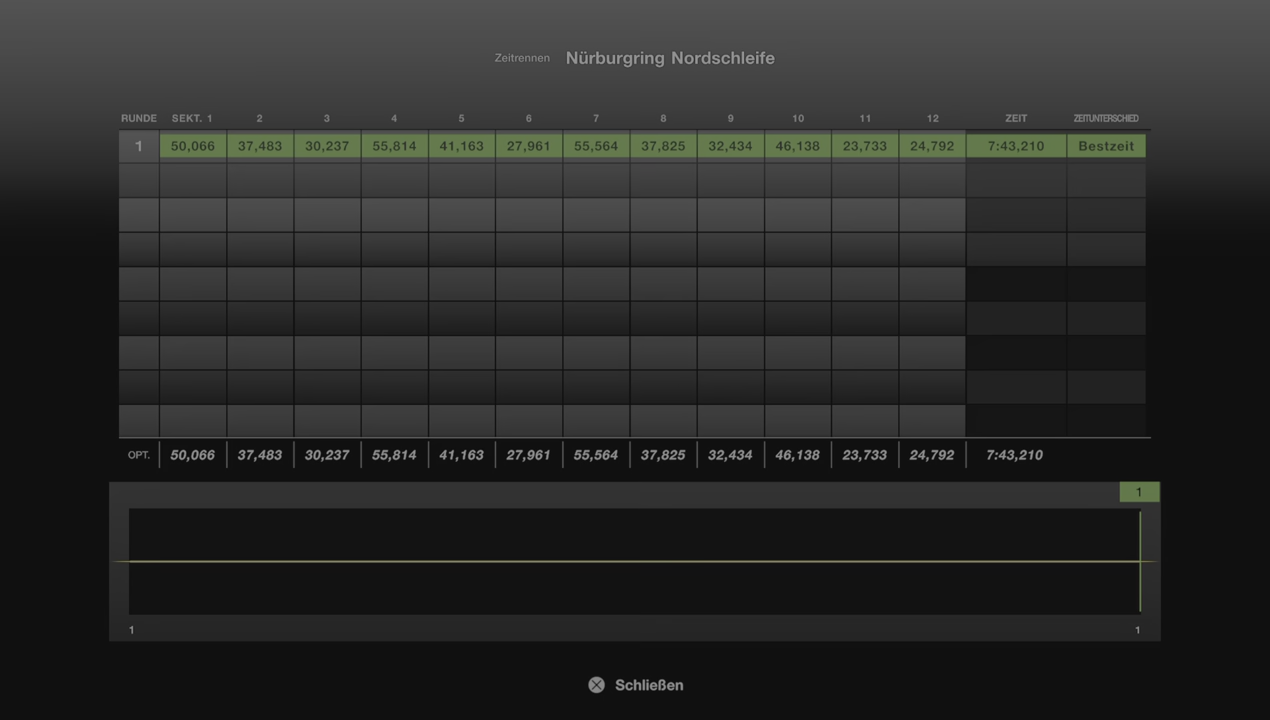 Zeitrennen Nürburgring Nordschleife
RUNDE SEKT. 1 2 3 4 5 6 7 8 9 10 11 12 ZEIT ZEITUNTERSCHIED
1 50,066 37,483 30,237 55,814 41,163 27,961 55,564 37,825 32,434 46,138 23,733 24,792 7:43,210 Bestzeit
OPT. 50,066 37,483 30,237 55,814 41,163 27,961 55,564 37,825 32,434 46,138 23,733 24,792 7:43,210
1
1 1
Schließen